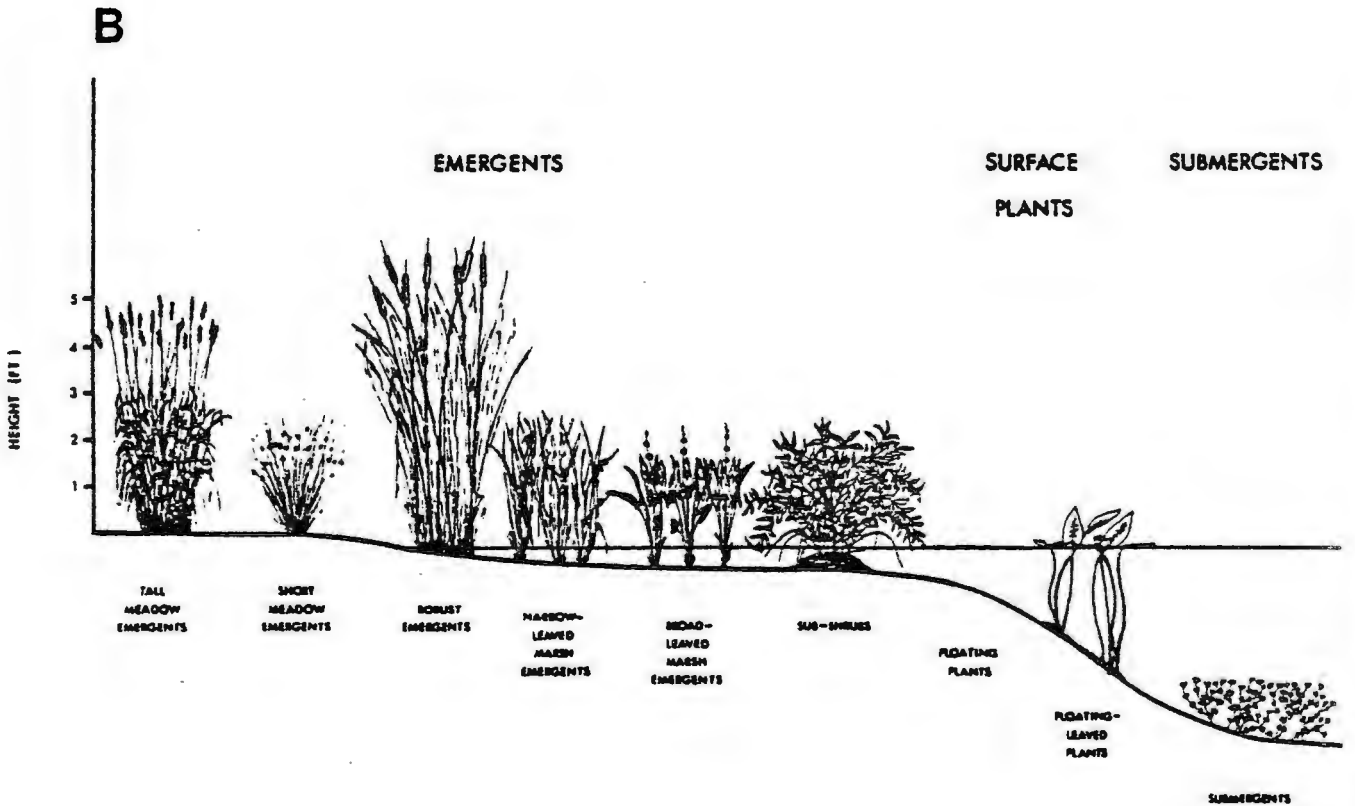 B
EMERGENTS
SURFACE
PLANTS
SUBMERGENTS
HEIGHT (FT)
5
4
3
2
1
TALL
MEADOW
EMERGENTS
SHORT
MEADOW
EMERGENTS
ROBUST
EMERGENTS
NARROW-
LEAVED
MARSH
EMERGENTS
BROAD-
LEAVED
MARSH
EMERGENTS
SUB-SHRUBS
FLOATING
PLANTS
FLOATING-
LEAVED
PLANTS
SUBMERGENTS